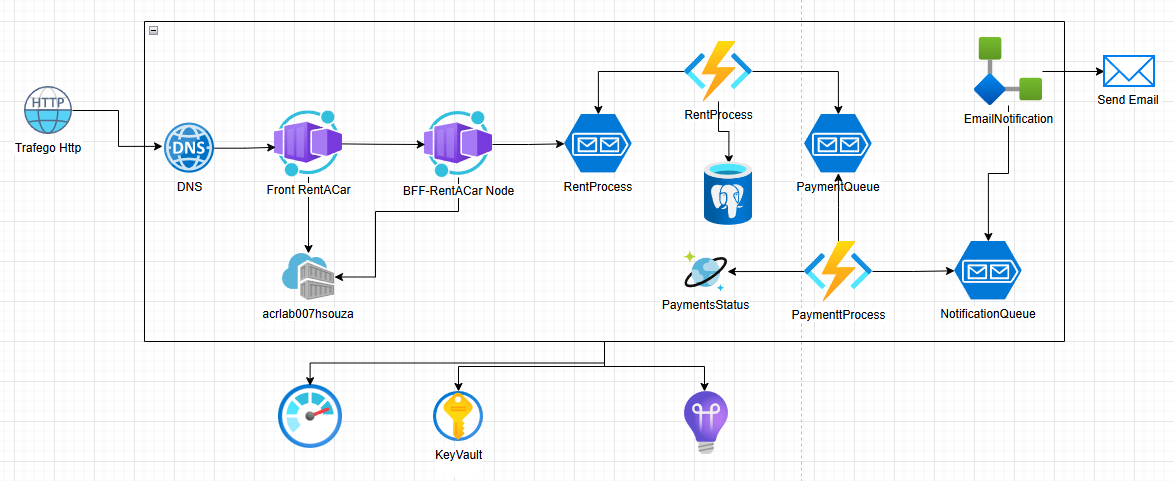 HTTP
Trafego Http
DNS
DNS
Front RentACar
BFF-RentACar Node
RentProcess
RentProcess
PaymentQueue
EmailNotification
Send Email
acrlab007hsouza
PaymentsStatus
PaymenttProcess
NotificationQueue
KeyVault